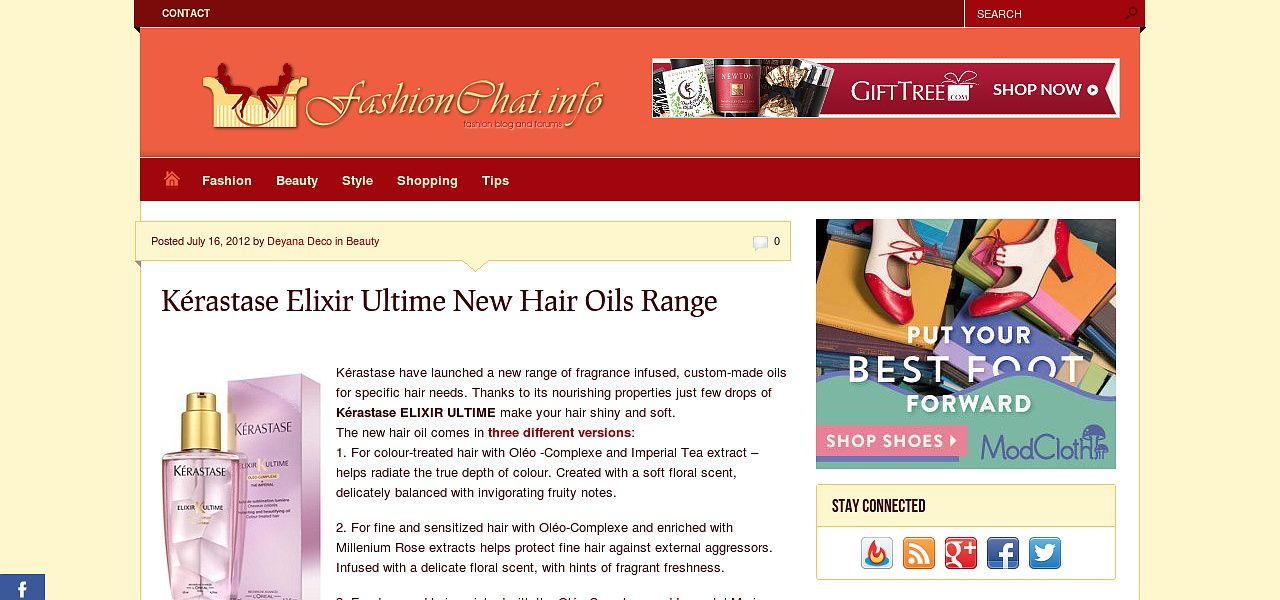 CONTACT
SEARCH
FashionChat.info
fashion blog and forums
NEWTON
GIFTTREE.COM
SHOP NOW
Fashion Beauty Style Shopping Tips
Posted July 16, 2012 by Deyana Deco in Beauty
0
Kérastase Elixir Ultime New Hair Oils Range
Kérastase have launched a new range of fragrance infused, custom-made oils
for specific hair needs. Thanks to its nourishing properties just few drops of
Kérastase ELIXIR ULTIME make your hair shiny and soft.
The new hair oil comes in three different versions:
1. For colour-treated hair with Oléo -Complexe and Imperial Tea extract –
helps radiate the true depth of colour. Created with a soft floral scent,
delicately balanced with invigorating fruity notes.
2. For fine and sensitized hair with Oléo-Complexe and enriched with
Millenium Rose extracts helps protect fine hair against external aggressors.
Infused with a delicate floral scent, with hints of fragrant freshness.
KÉRASTASE
ELIXIR ULTIME
KÉRASTASE
ELIXIR ULTIME
PUT YOUR
BEST FOOT
FORWARD
SHOP SHOES
ModCloth
STAY CONNECTED